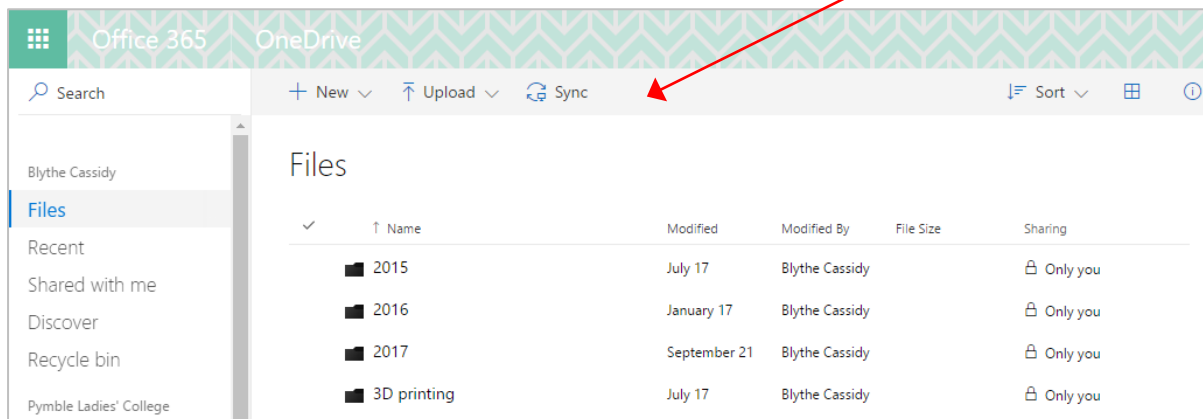 Office 365 OneDrive
Search
New Upload Sync Sort
Blythe Cassidy
Files
Recent
Shared with me
Discover
Recycle bin
Pymble Ladies' College
Files
Name Modified Modified By File Size Sharing
2015 July 17 Blythe Cassidy Only you
2016 January 17 Blythe Cassidy Only you
2017 September 21 Blythe Cassidy Only you
3D printing July 17 Blythe Cassidy Only you